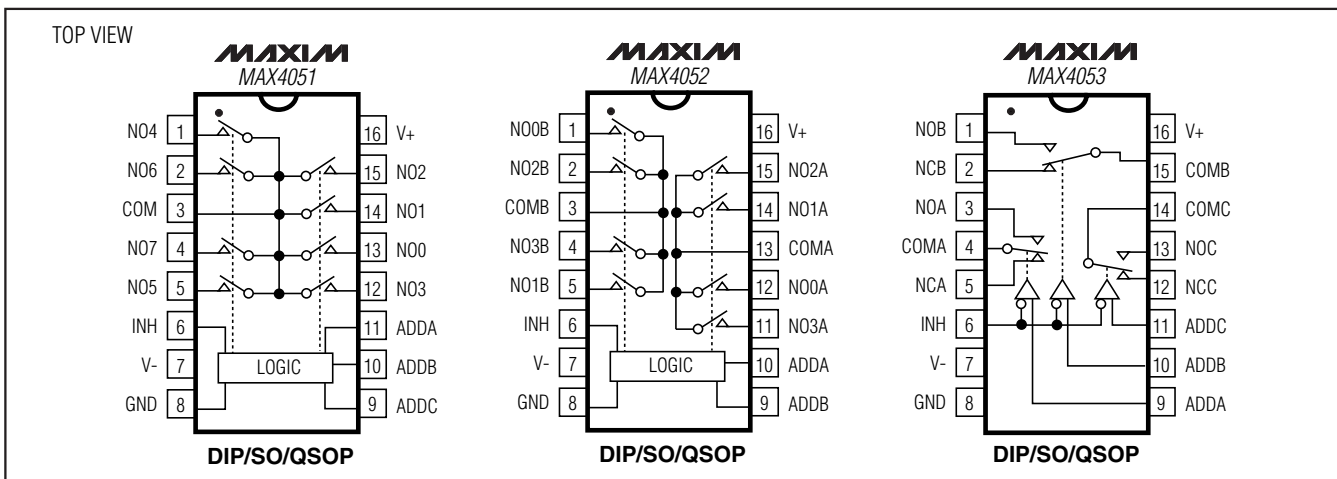 TOP VIEW
MAXIM
MAX4051
NO4 1 16 V+
NO6 2 15 NO2
COM 3 14 NO1
NO7 4 13 NO0
NO5 5 12 NO3
INH 6 11 ADDA
V- 7 LOGIC 10 ADDB
GND 8 9 ADDC
DIP/SO/QSOP
MAXIM
MAX4052
NO0B 1 16 V+
NO2B 2 15 NO2A
COMB 3 14 NO1A
NO3B 4 13 COMA
NO1B 5 12 NO0A
INH 6 11 NO3A
V- 7 LOGIC 10 ADDA
GND 8 9 ADDB
DIP/SO/QSOP
MAXIM
MAX4053
NOB 1 16 V+
NCB 2 15 COMB
NOA 3 14 COMC
COMA 4 13 NOC
NCA 5 12 NCC
INH 6 11 ADDC
V- 7 10 ADDB
GND 8 9 ADDA
DIP/SO/QSOP